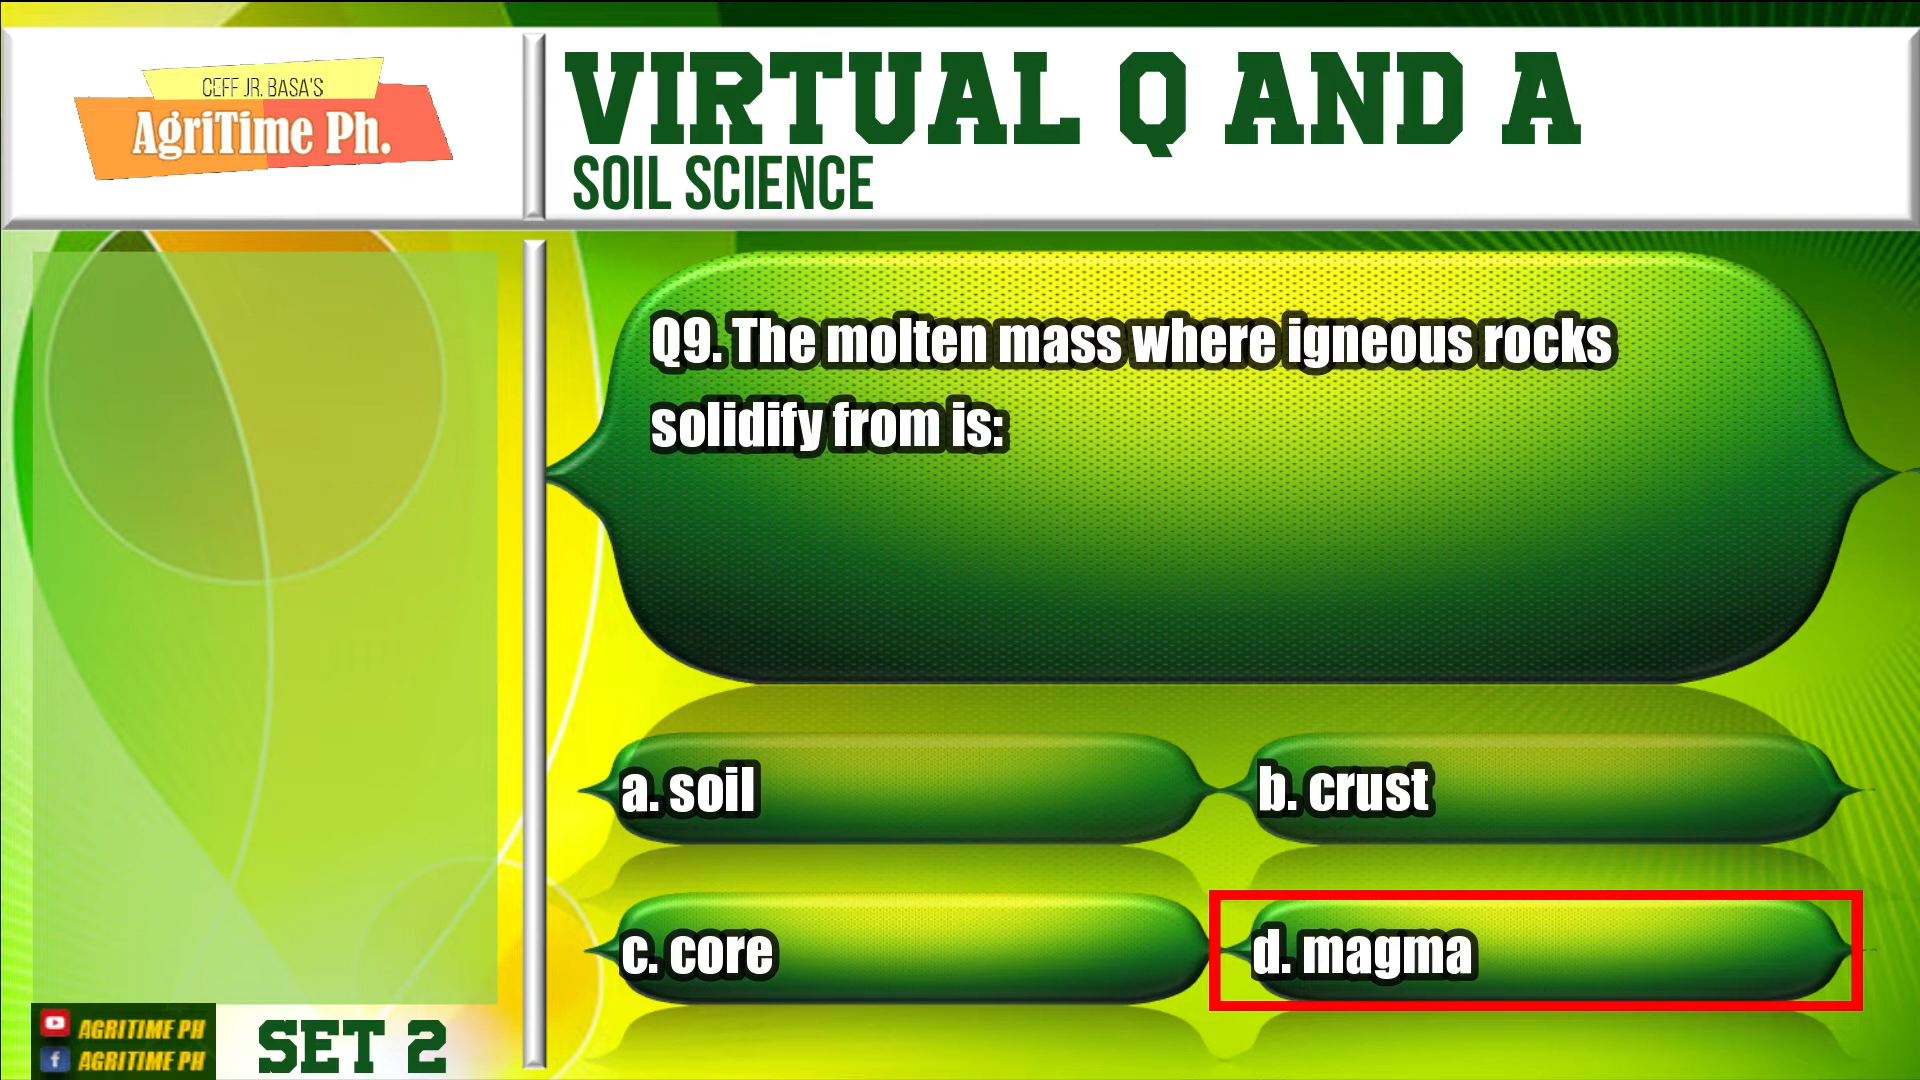 CEFF JR. BASA'S
AgriTime Ph.
VIRTUAL Q AND A
SOIL SCIENCE
Q9. The molten mass where igneous rocks
solidify from is:
a. soil
b. crust
c. core
d. magma
AGRITIME PH
AGRITIME PH
SET 2